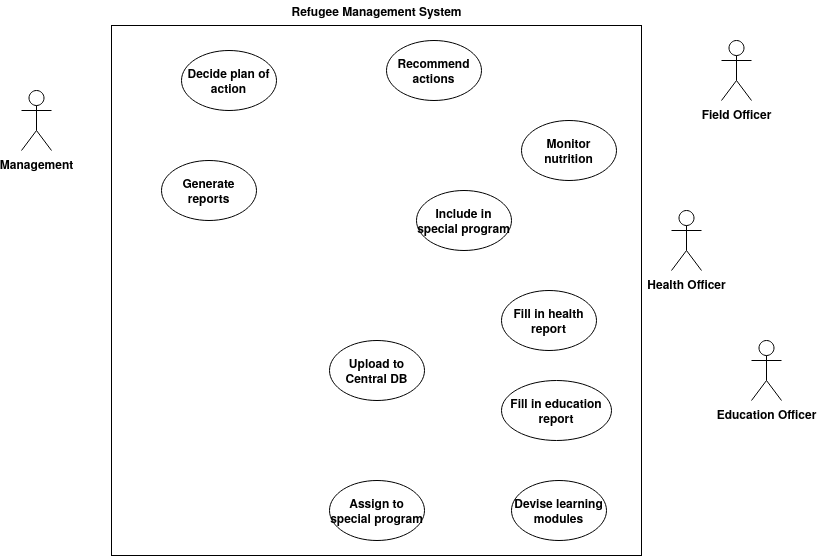 Refugee Management System
Decide plan of
action
Recommend
actions
Field Officer
Management
Monitor
nutrition
Generate
reports
Include in
special program
Health Officer
Fill in health
report
Upload to
Central DB
Fill in education
report
Education Officer
Assign to
special program
Devise learning
modules